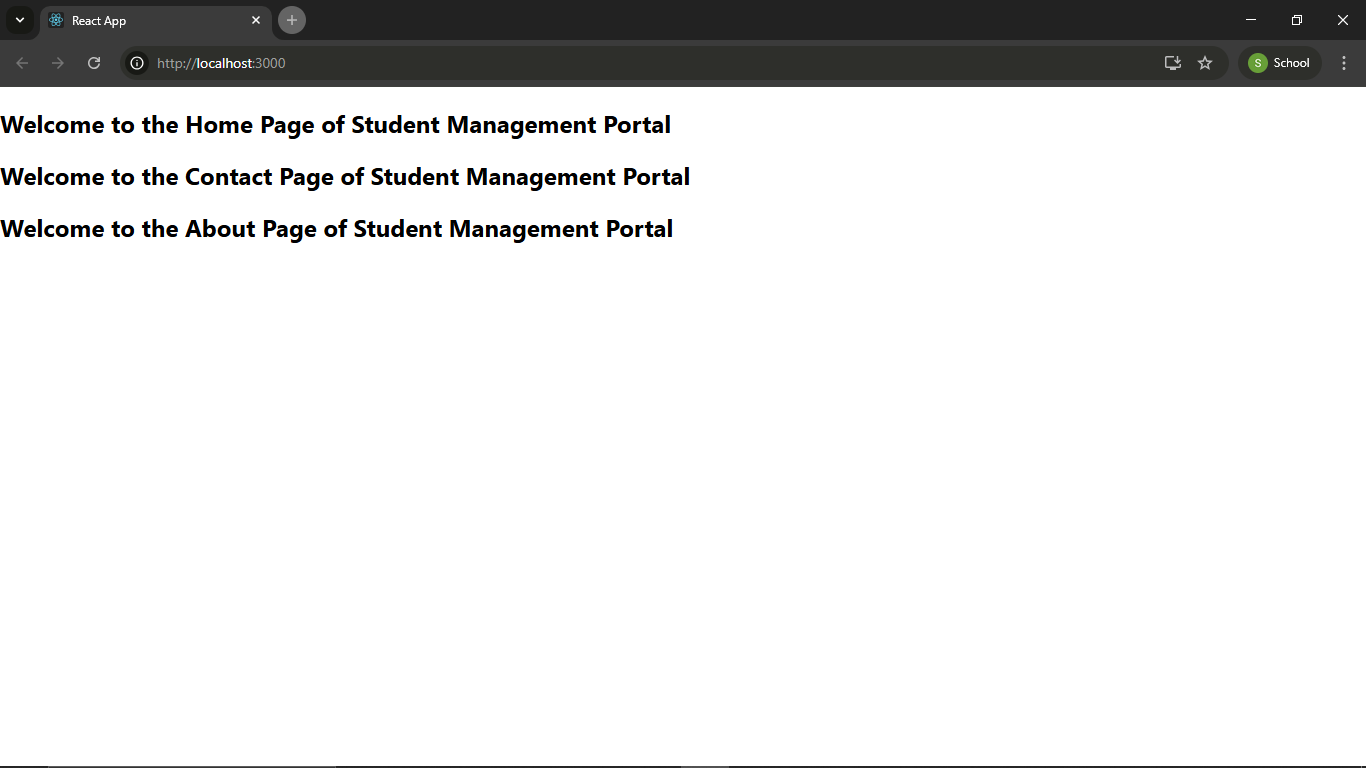 React App
http://localhost:3000
S School
Welcome to the Home Page of Student Management Portal
Welcome to the Contact Page of Student Management Portal
Welcome to the About Page of Student Management Portal